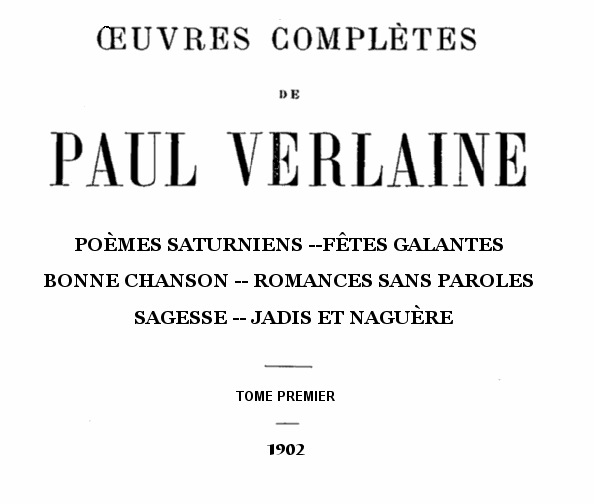 ŒUVRES COMPLÈTES
DE
PAUL VERLAINE
POÈMES SATURNIENS --FÊTES GALANTES
BONNE CHANSON -- ROMANCES SANS PAROLES
SAGESSE -- JADIS ET NAGUÈRE
TOME PREMIER
1902